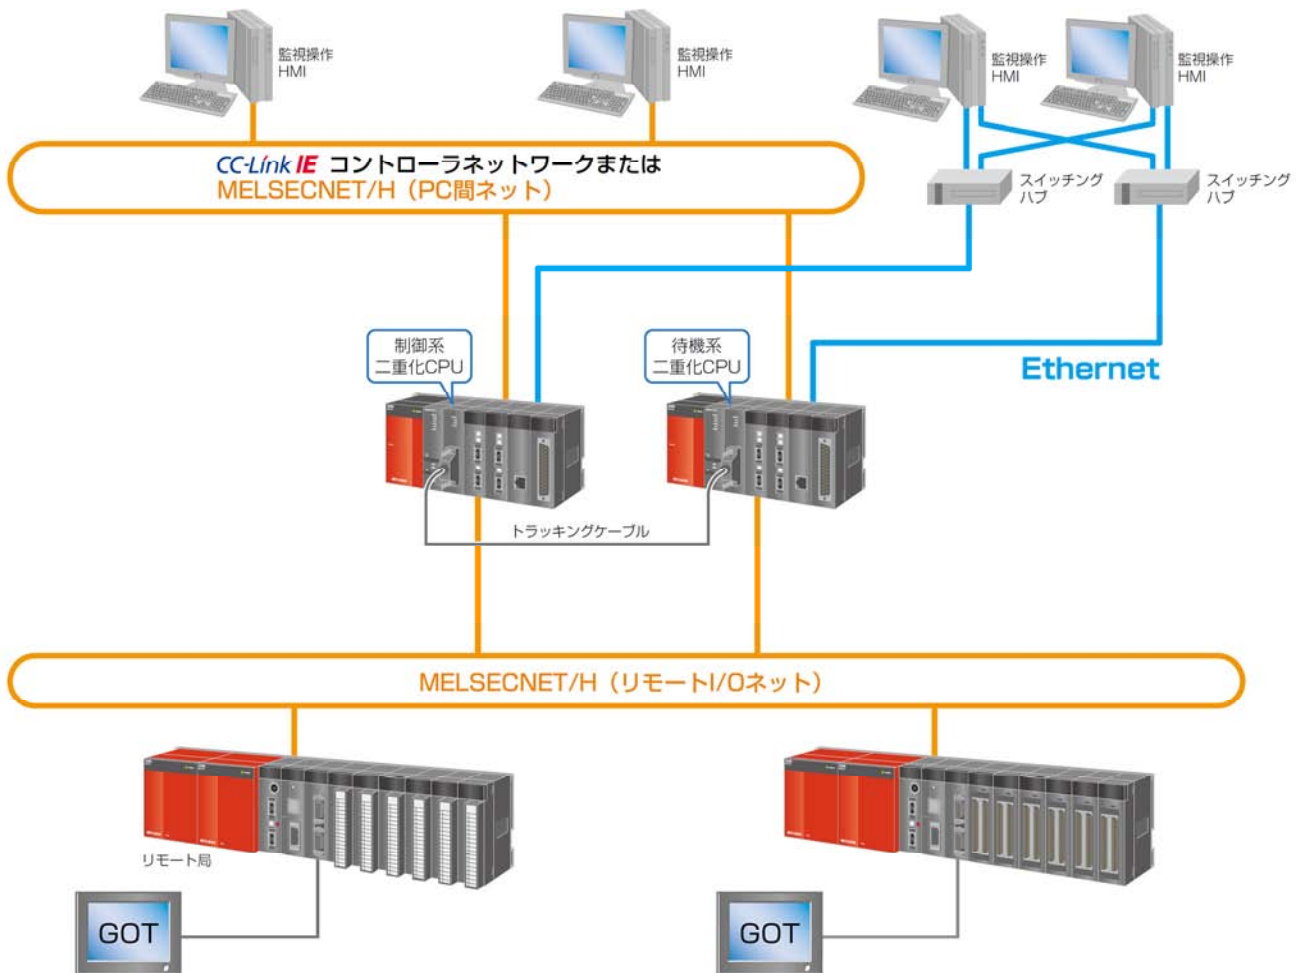 監視操作
HMI
監視操作
HMI
監視操作
HMI
監視操作
HMI
CC-Link IE コントローラネットワークまたは
MELSECNET/H（PC間ネット）
スイッチング
ハブ
スイッチング
ハブ
制御系
二重化CPU
待機系
二重化CPU
Ethernet
トラッキングケーブル
MELSECNET/H（リモートI/Oネット）
リモート局
GOT
GOT